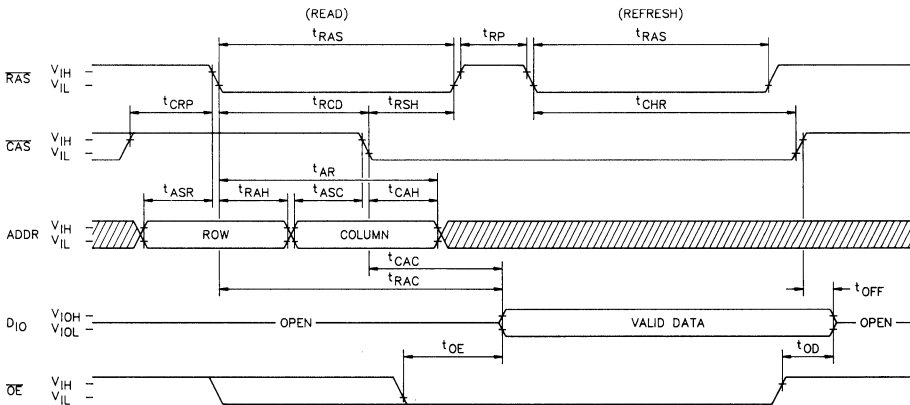 (READ) (REFRESH)
tRAS tRP tRAS
RAS VIH VIL
tCRP tRCD tRSH tCHR
CAS VIH VIL
tAR
tASR tRAH tASC tCAH
ADDR VIH VIL ROW COLUMN
tCAC
tRAC
tOFF
DIO VIOH VIOL OPEN VALID DATA OPEN
tOE tOD
OE VIH VIL